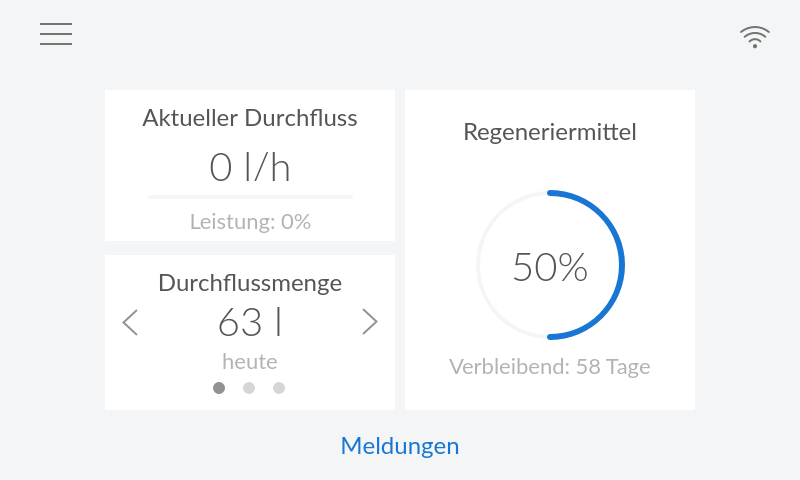 Aktueller Durchfluss
0 l/h
Leistung: 0%
Durchflussmenge
63 l
heute
Regeneriermittel
50%
Verbleibend: 58 Tage
Meldungen